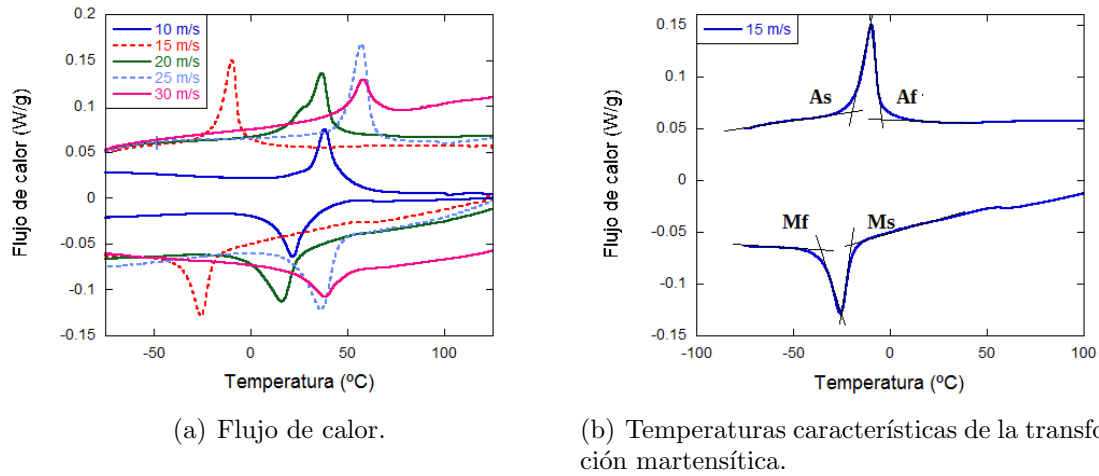 0.2
0.15
0.1
0.05
0
-0.05
-0.1
-0.15
Flujo de calor (W/g)
10 m/s
15 m/s
20 m/s
25 m/s
30 m/s
-50
0
50
100
Temperatura (ºC)
(a) Flujo de calor.
0.16
0.1
0.05
0
-0.05
-0.1
-0.15
Flujo de calor (W/g)
15 m/s
As
Af
Mf
Ms
-100
-50
0
50
100
Temperatura (ºC)
(b) Temperaturas características de la transfo
ción martensítica.